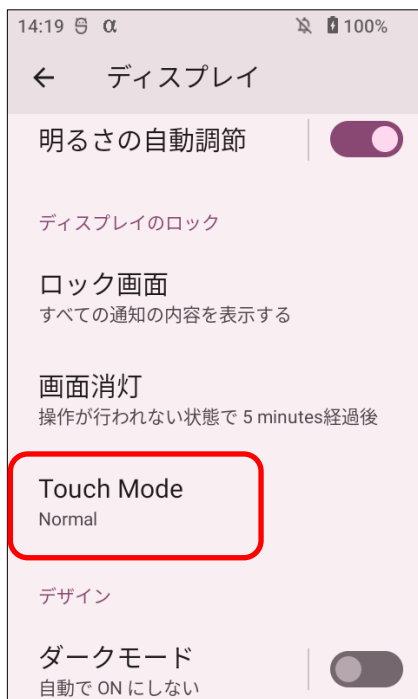 14:19 α 100%
← ディスプレイ
明るさの自動調節
ディスプレイのロック
ロック画面
すべての通知の内容を表示する
画面消灯
操作が行われない状態で 5 minutes経過後
Touch Mode
Normal
デザイン
ダークモード
自動で ON にしない